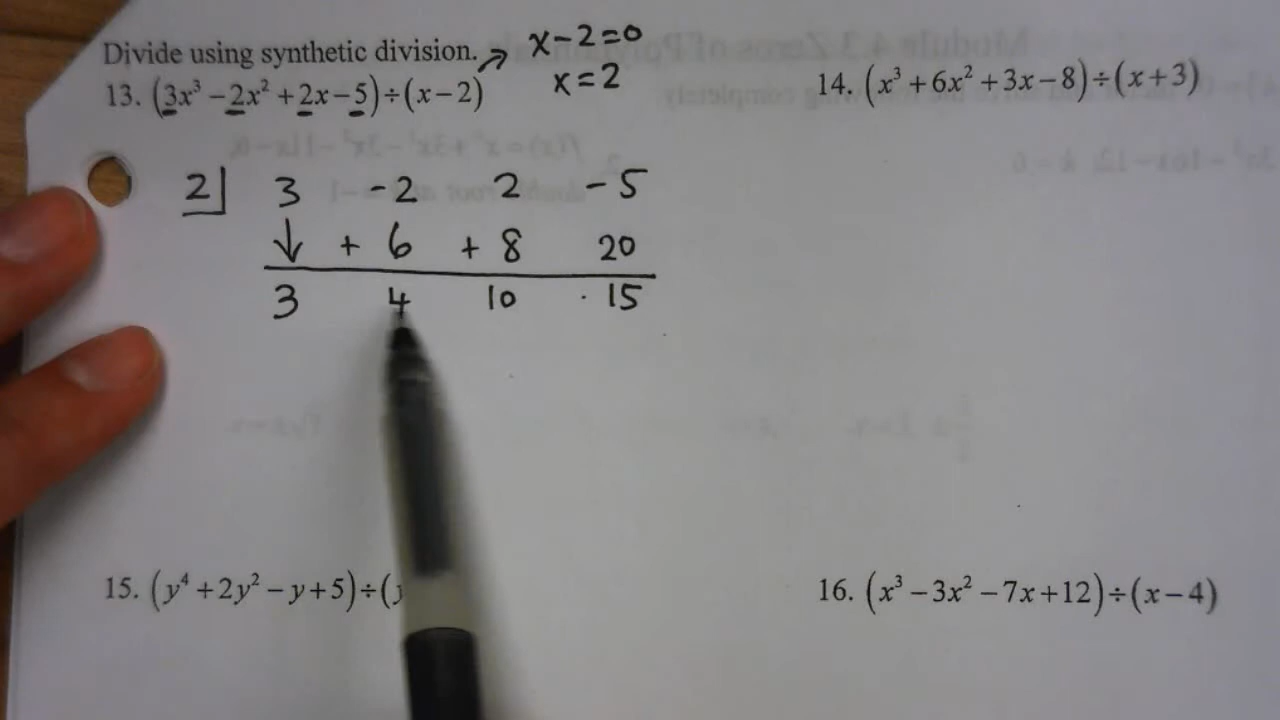 Divide using synthetic division. x-2=0
x=2
13. (3x³ − 2x² + 2x − 5) ÷ (x − 2)
14. (x³ + 6x² + 3x − 8) ÷ (x + 3)
2 3 -2 2 -5
↓ + 6 + 8 20
3 4 10 15
15. (y⁴ + 2y² − y + 5) ÷ (
16. (x³ − 3x² − 7x + 12) ÷ (x − 4)